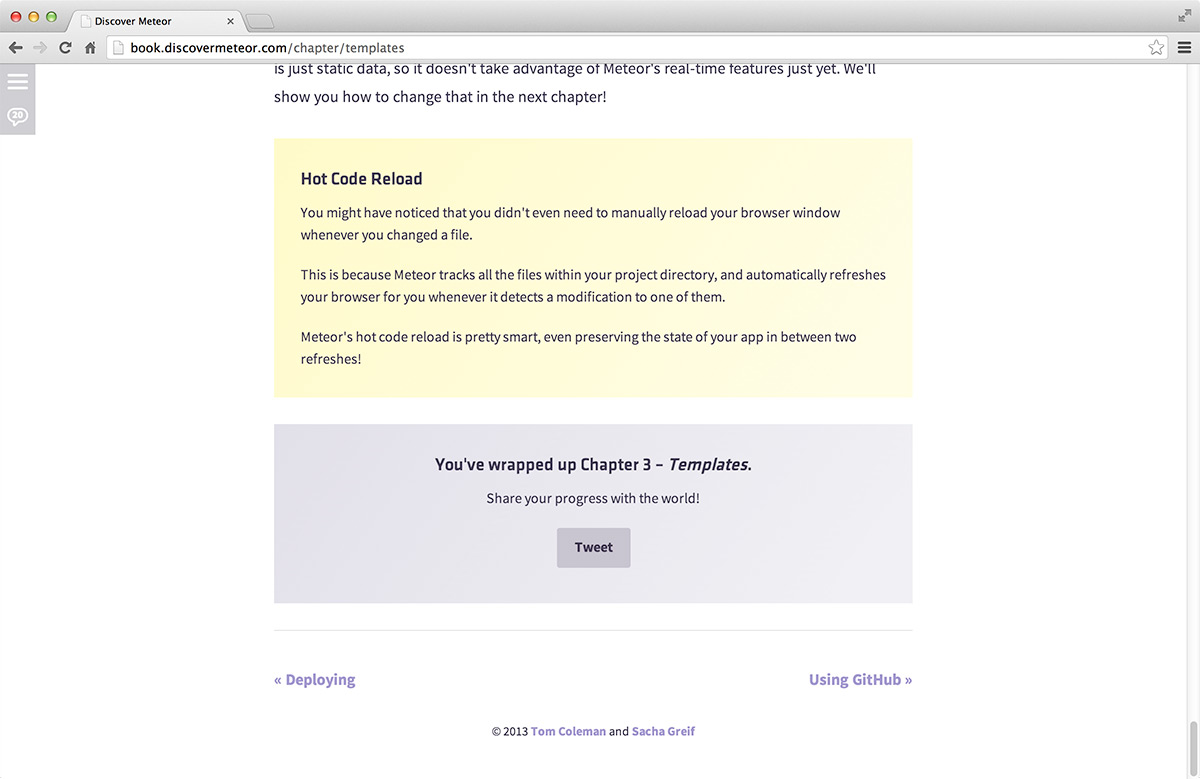 Discover Meteor
book.discovermeteor.com/chapter/templates
is just static data, so it doesn't take advantage of Meteor's real-time features just yet. We'll
show you how to change that in the next chapter!
20
Hot Code Reload
You might have noticed that you didn't even need to manually reload your browser window
whenever you changed a file.
This is because Meteor tracks all the files within your project directory, and automatically refreshes
your browser for you whenever it detects a modification to one of them.
Meteor's hot code reload is pretty smart, even preserving the state of your app in between two
refreshes!
You've wrapped up Chapter 3 – Templates.
Share your progress with the world!
Tweet
« Deploying
Using GitHub »
© 2013 Tom Coleman and Sacha Greif